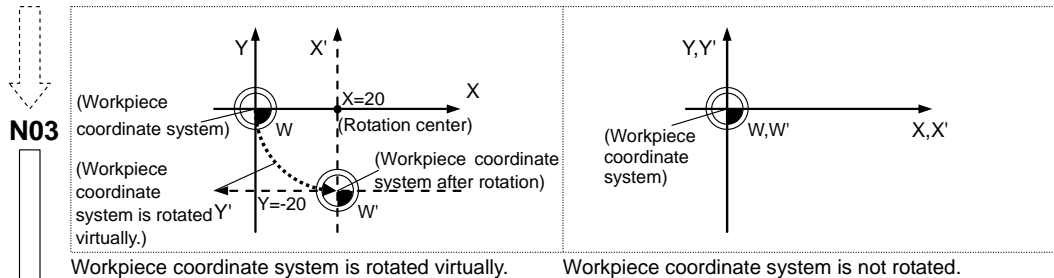 N03
Y
X'
X
X=20
(Rotation center)
(Workpiece
coordinate system)
W
(Workpiece
coordinate
system is rotated
virtually.)
Y'
Y=-20
(Workpiece coordinate
system after rotation)
W'
Workpiece coordinate system is rotated virtually.
Y,Y'
W,W'
X,X'
(Workpiece
coordinate
system)
Workpiece coordinate system is not rotated.